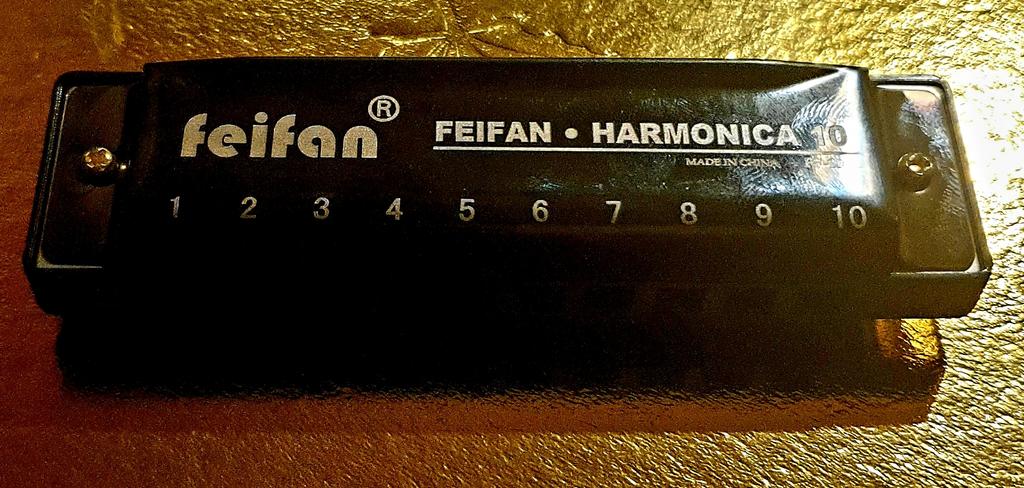 feifan®
FEIFAN • HARMONICA 10
MADE IN CHINA
1 2 3 4 5 6 7 8 9 10